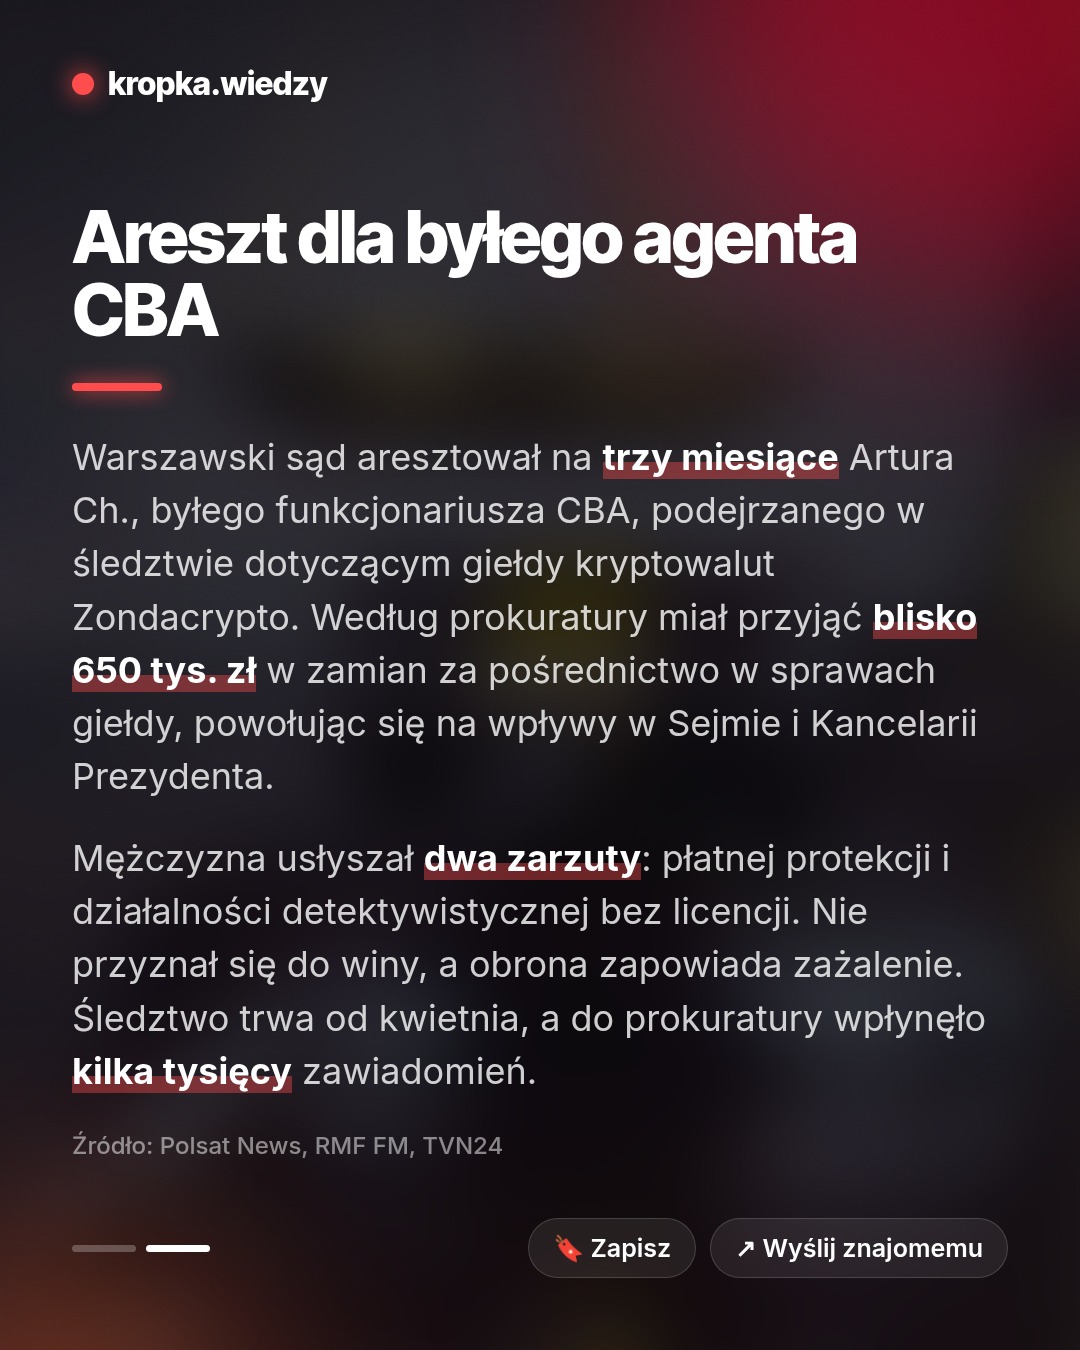 kropka.wiedzy
Areszt dla byłego agenta
CBA
Warszawski sąd aresztował na trzy miesiące Artura
Ch., byłego funkcjonariusza CBA, podejrzanego w
śledztwie dotyczącym giełdy kryptowalut
Zondacrypto. Według prokuratury miał przyjąć blisko
650 tys. zł w zamian za pośrednictwo w sprawach
giełdy, powołując się na wpływy w Sejmie i Kancelarii
Prezydenta.
Mężczyzna usłyszał dwa zarzuty: płatnej protekcji i
działalności detektywistycznej bez licencji. Nie
przyznał się do winy, a obrona zapowiada zażalenie.
Śledztwo trwa od kwietnia, a do prokuratury wpłynęło
kilka tysięcy zawiadomień.
Źródło: Polsat News, RMF FM, TVN24
🔖 Zapisz
↗ Wyślij znajomemu